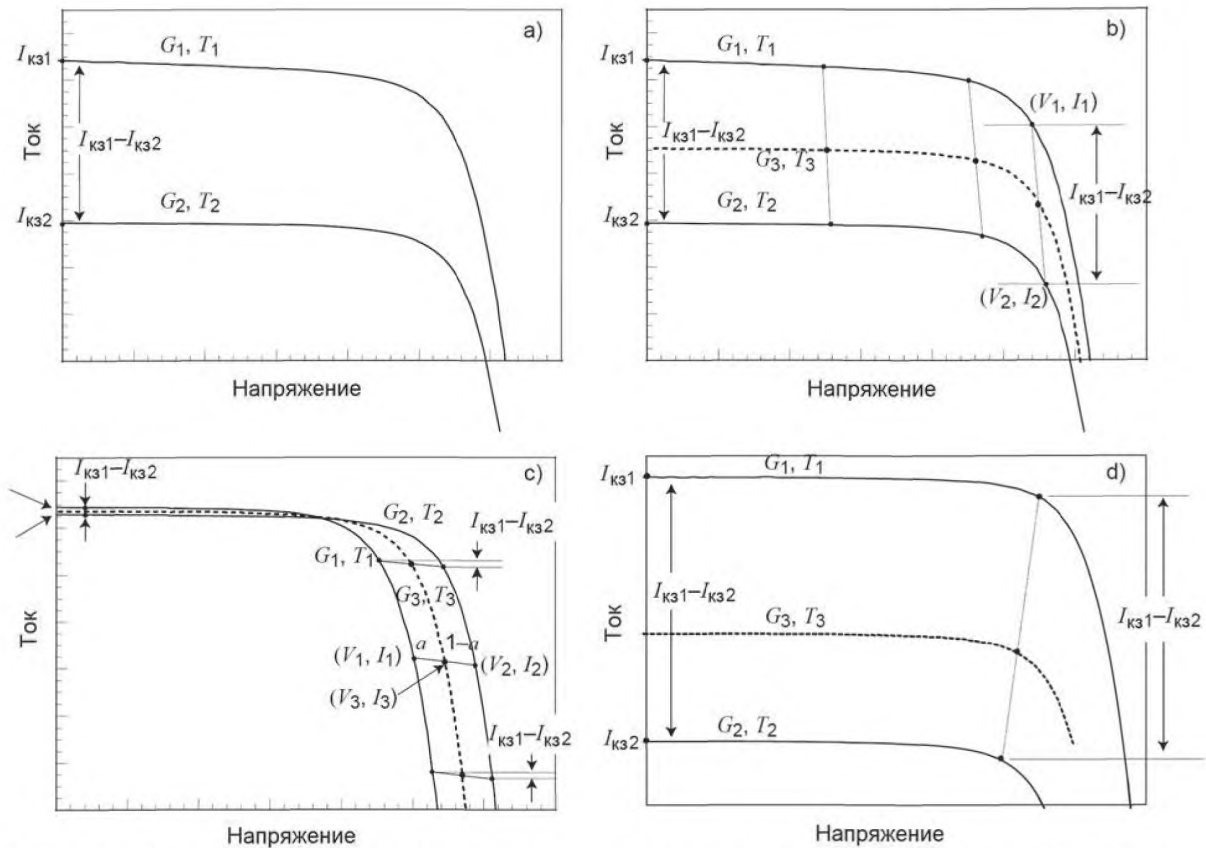 a)
G1, T1
Iкз1
Iкз1–Iкз2
Ток
G2, T2
Iкз2
Напряжение
b)
G1, T1
Iкз1
(V1, I1)
Iкз1–Iкз2
Ток
G3, T3
Iкз1–Iкз2
G2, T2
Iкз2
(V2, I2)
Напряжение
c)
Iкз1–Iкз2
G2, T2
Iкз1–Iкз2
G1, T1
G3, T3
Ток
(V1, I1)
a
1–a
(V2, I2)
(V3, I3)
Iкз1–Iкз2
Напряжение
d)
G1, T1
Iкз1
Iкз1–Iкз2
Iкз1–Iкз2
Ток
G3, T3
G2, T2
Iкз2
Напряжение